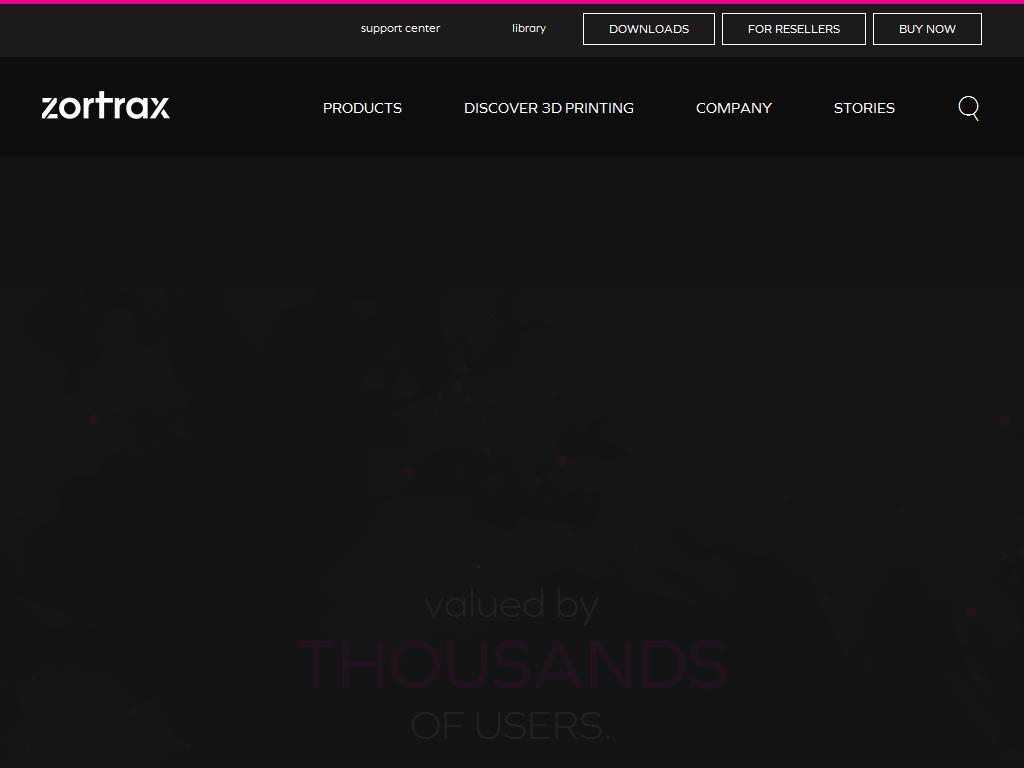 support center
library
DOWNLOADS
FOR RESELLERS
BUY NOW
zortrax
PRODUCTS
DISCOVER 3D PRINTING
COMPANY
STORIES
valued by
THOUSANDS
OF USERS.